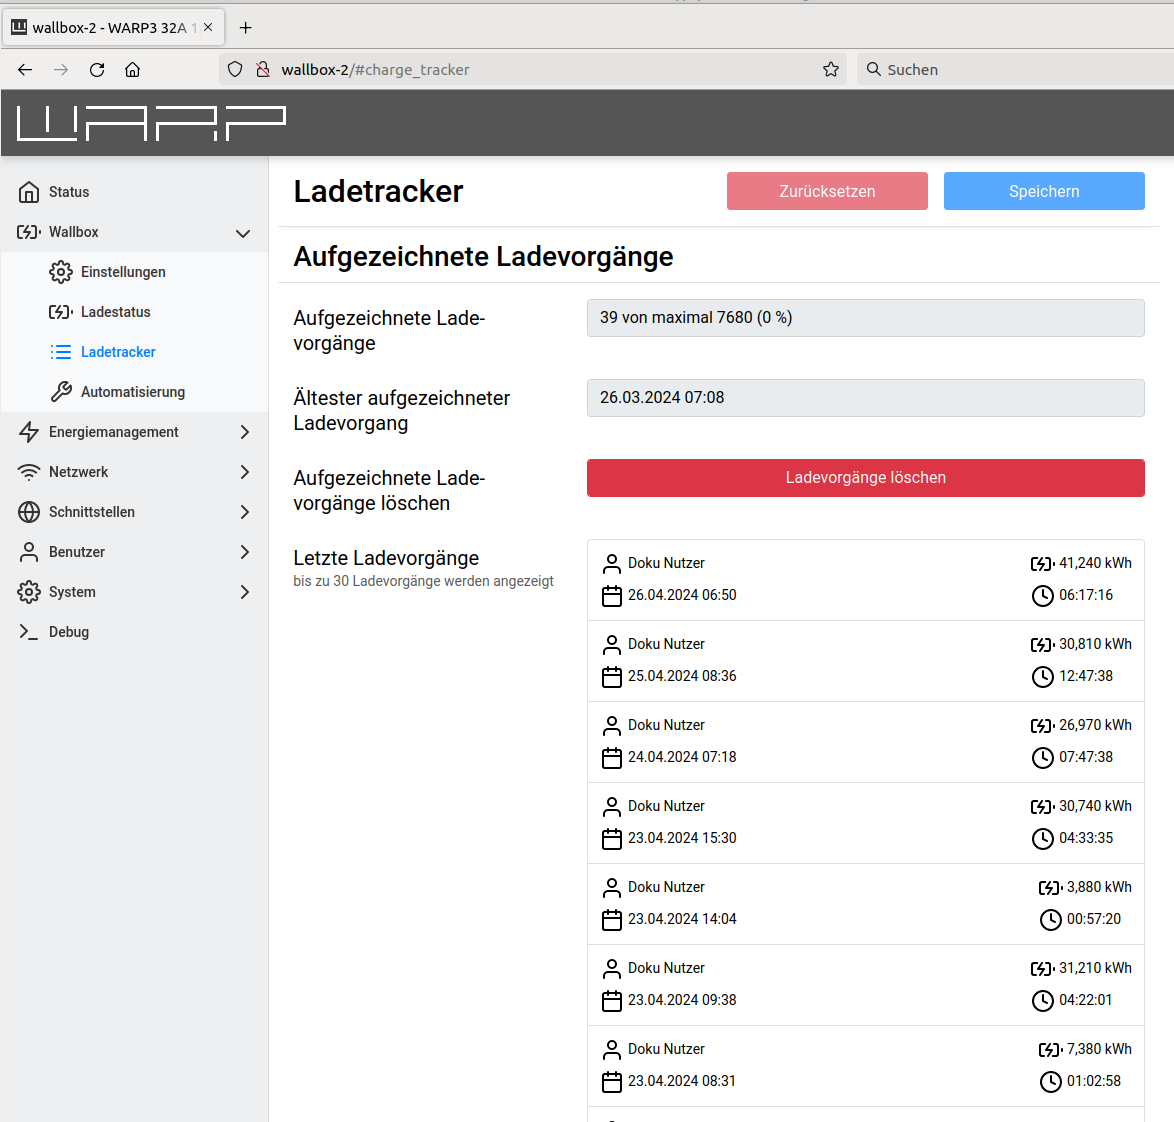 wallbox-2 - WARP3 32A 1
wallbox-2/#charge_tracker
Suchen
WARP
Status
Wallbox
Einstellungen
Ladestatus
Ladetracker
Automatisierung
Energiemanagement
Netzwerk
Schnittstellen
Benutzer
System
Debug
Ladetracker
Zurücksetzen
Speichern
Aufgezeichnete Ladevorgänge
Aufgezeichnete Lade-
vorgänge
39 von maximal 7680 (0 %)
Ältester aufgezeichneter
Ladevorgang
26.03.2024 07:08
Aufgezeichnete Lade-
vorgänge löschen
Ladevorgänge löschen
Letzte Ladevorgänge
bis zu 30 Ladevorgänge werden angezeigt
Doku Nutzer 41,240 kWh
26.04.2024 06:50 06:17:16
Doku Nutzer 30,810 kWh
25.04.2024 08:36 12:47:38
Doku Nutzer 26,970 kWh
24.04.2024 07:18 07:47:38
Doku Nutzer 30,740 kWh
23.04.2024 15:30 04:33:35
Doku Nutzer 3,880 kWh
23.04.2024 14:04 00:57:20
Doku Nutzer 31,210 kWh
23.04.2024 09:38 04:22:01
Doku Nutzer 7,380 kWh
23.04.2024 08:31 01:02:58